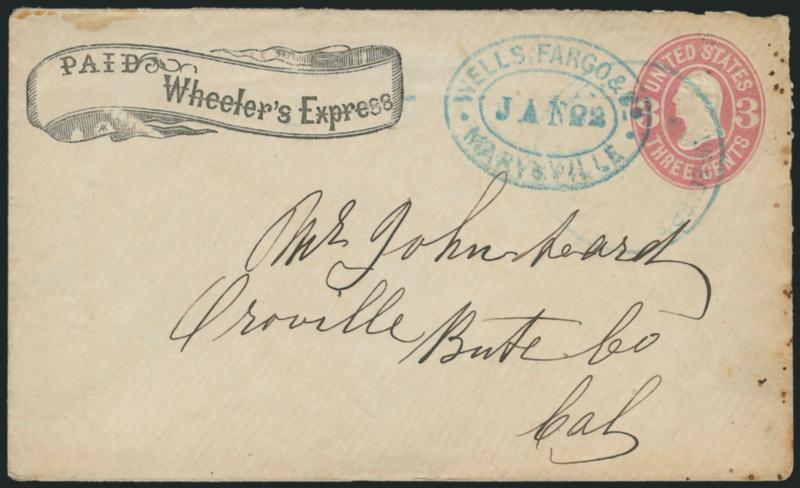 PAID
Wheeler's Express
WELLS, FARGO & Co
JAN 22
MARYSVILLE
UNITED STATES
3 3
THREE CENTS
Mr John Heard
Oroville Bute Co
Cal